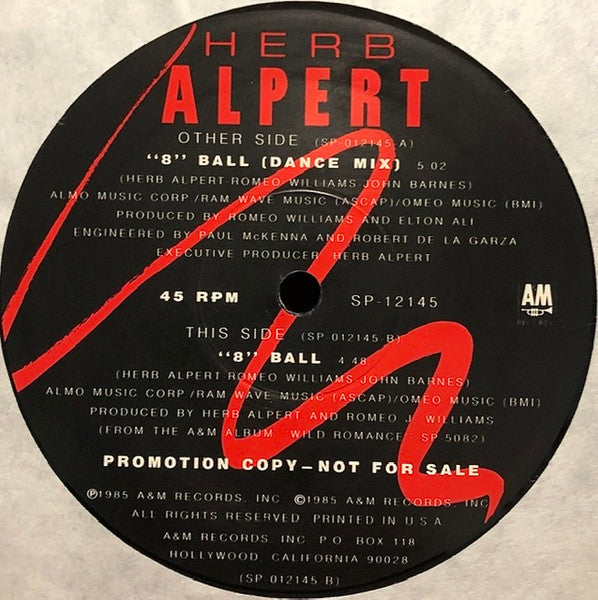 HERB
ALPERT
OTHER SIDE (SP-012145-A)
"8" BALL (DANCE MIX) 5:02
(HERB ALPERT ROMEO WILLIAMS JOHN BARNES)
ALMO MUSIC CORP /RAM WAVE MUSIC (ASCAP)/OMEO MUSIC (BMI)
PRODUCED BY ROMEO WILLIAMS AND ELTON ALI
ENGINEERED BY PAUL McKENNA AND ROBERT DE LA GARZA
EXECUTIVE PRODUCER: HERB ALPERT
45 RPM SP-12145
AM
THIS SIDE (SP 012145 B)
"8" BALL 4 48
(HERB ALPERT ROMEO WILLIAMS JOHN BARNES)
ALMO MUSIC CORP /RAM WAVE MUSIC (ASCAP)/OMEO MUSIC (BMI)
PRODUCED BY HERB ALPERT AND ROMEO J. WILLIAMS
(FROM THE A&M ALBUM WILD ROMANCE SP-5082)
PROMOTION COPY—NOT FOR SALE
℗1985 A&M RECORDS, INC ©1985 A&M RECORDS, INC
ALL RIGHTS RESERVED PRINTED IN U.S.A
A&M RECORDS, INC P.O. BOX 118
HOLLYWOOD, CALIFORNIA 90028
(SP 012145 B)